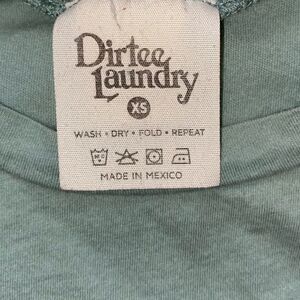 Dirtee
Laundry
XS
WASH • DRY • FOLD • REPEAT
MADE IN MEXICO